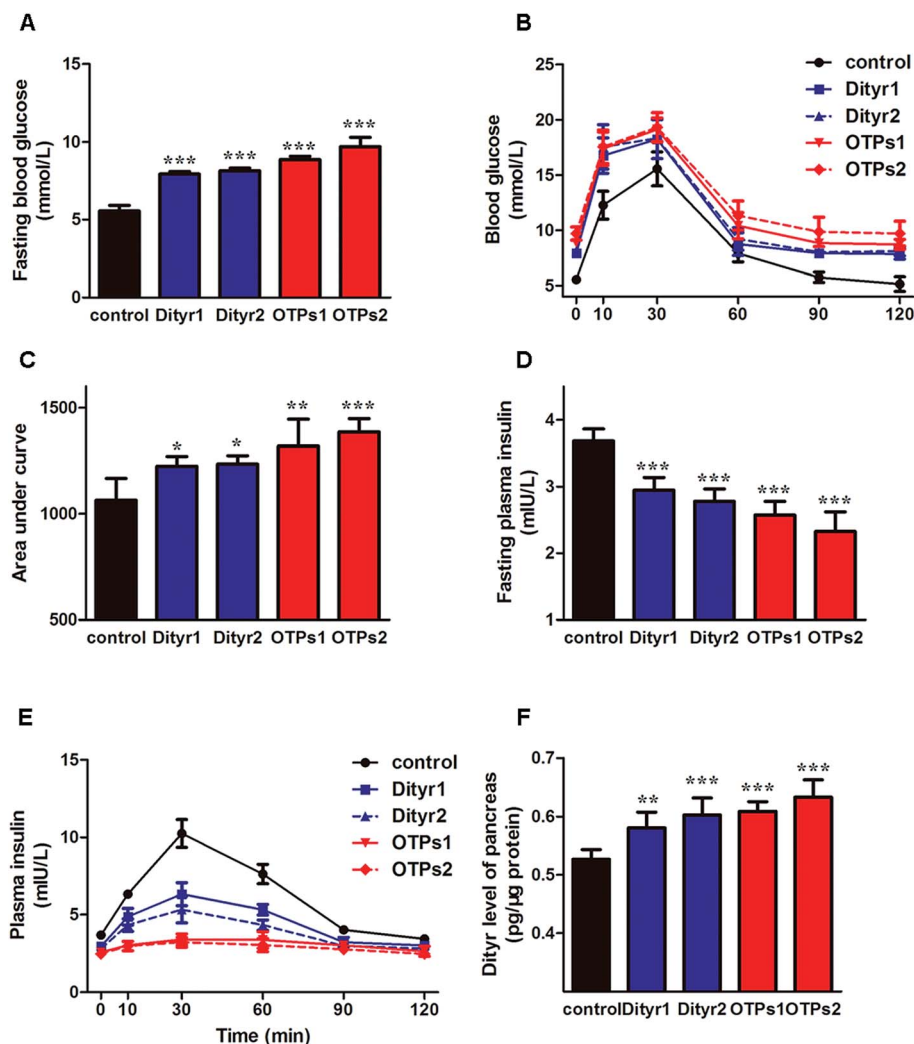 A
Fasting blood glucose
(mmol/L)
15
10
5
0
***
***
***
***
control Dityr1 Dityr2 OTPs1 OTPs2
B
Blood glucose
(mmol/L)
25
20
15
10
5
0 10 30 60 90 120
control
Dityr1
Dityr2
OTPs1
OTPs2
C
Area under curve
1500
1000
500
*
*
**
***
control Dityr1 Dityr2 OTPs1 OTPs2
D
Fasting plasma insulin
(mIU/L)
4
3
2
1
***
***
***
***
control Dityr1 Dityr2 OTPs1 OTPs2
E
Plasma insulin
(mIU/L)
15
10
5
0
0 10 30 60 90 120
Time (min)
control
Dityr1
Dityr2
OTPs1
OTPs2
F
Dityr level of pancreas
(pg/μg protein)
0.7
0.6
0.5
0.4
**
***
***
***
controlDityr1 Dityr2 OTPs1OTPs2